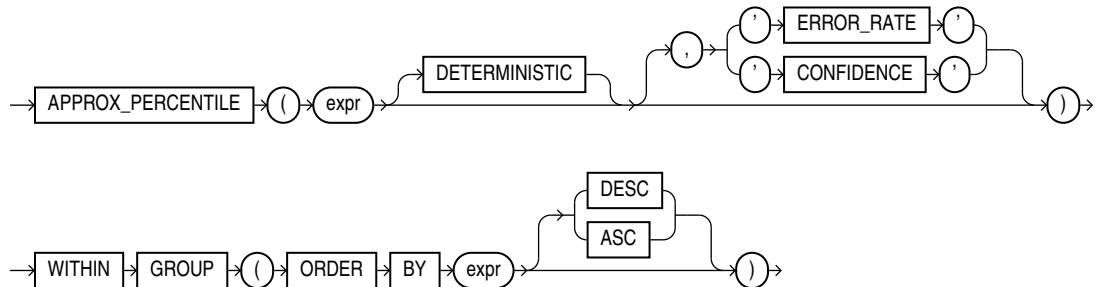 ' ERROR_RATE '
DETERMINISTIC , ' CONFIDENCE '
APPROX_PERCENTILE ( expr )
DESC
ASC
WITHIN GROUP ( ORDER BY expr )